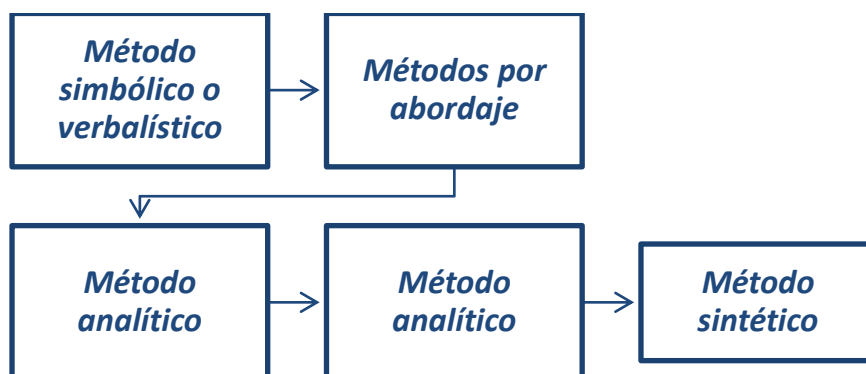 Método
simbólico o
verbalístico
Métodos por
abordaje
Método
analítico
Método
analítico
Método
sintético